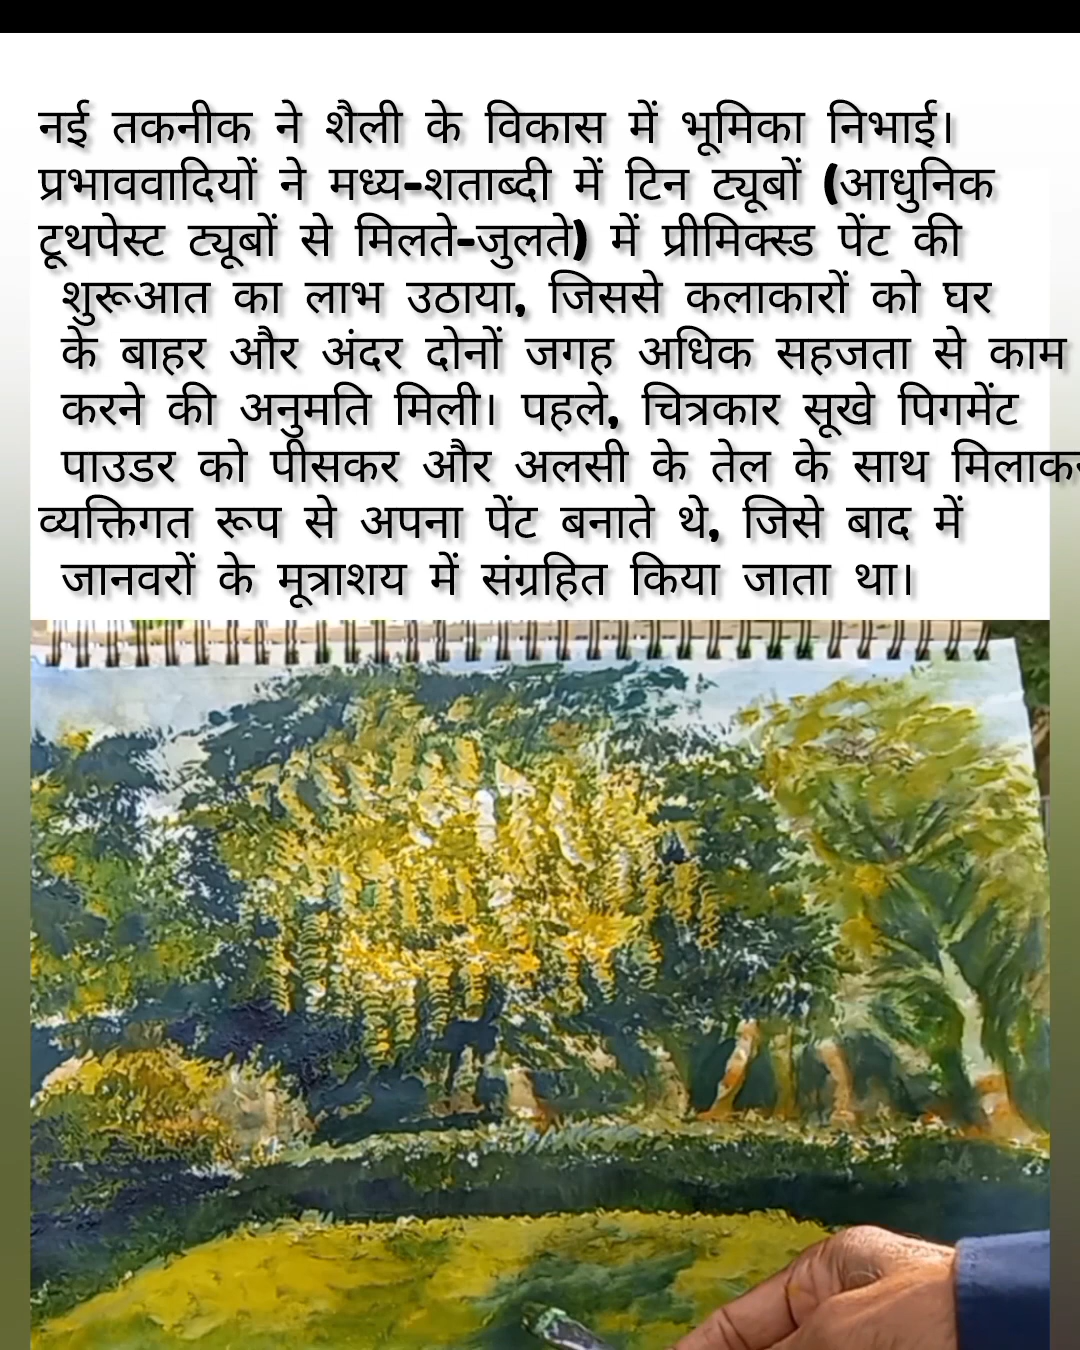 नई तकनीक ने शैली के विकास में भूमिका निभाई।
प्रभाववादियों ने मध्य-शताब्दी में टिन ट्यूबों (आधुनिक
टूथपेस्ट ट्यूबों से मिलते-जुलते) में प्रीमिक्स्ड पेंट की
शुरूआत का लाभ उठाया, जिससे कलाकारों को घर
के बाहर और अंदर दोनों जगह अधिक सहजता से काम
करने की अनुमति मिली। पहले, चित्रकार सूखे पिगमेंट
पाउडर को पीसकर और अलसी के तेल के साथ मिलाकर
व्यक्तिगत रूप से अपना पेंट बनाते थे, जिसे बाद में
जानवरों के मूत्राशय में संग्रहित किया जाता था।